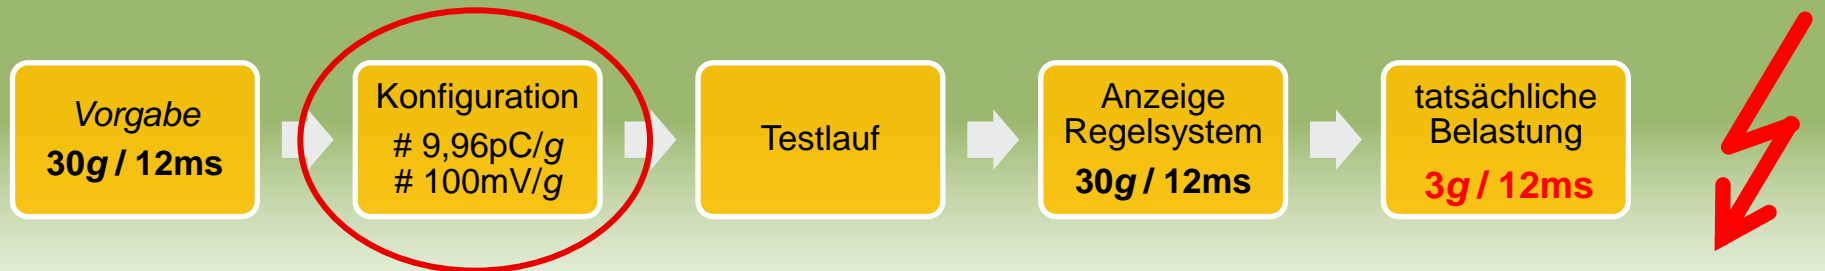 Vorgabe
30g / 12ms
Konfiguration
# 9,96pC/g
# 100mV/g
Testlauf
Anzeige
Regelsystem
30g / 12ms
tatsächliche
Belastung
3g / 12ms